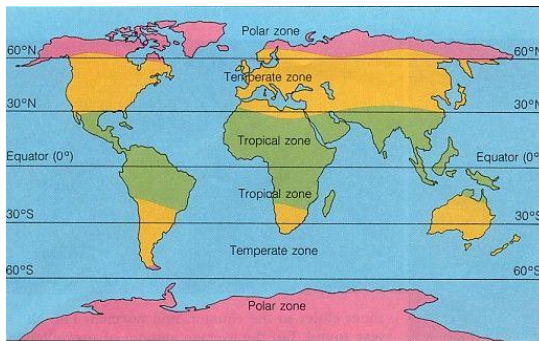 Polar zone
60°N 60°N
Temperate zone
30°N 30°N
Tropical zone
Equator (0°) Equator (0°)
Tropical zone
30°S 30°S
Temperate zone
60°S 60°S
Polar zone